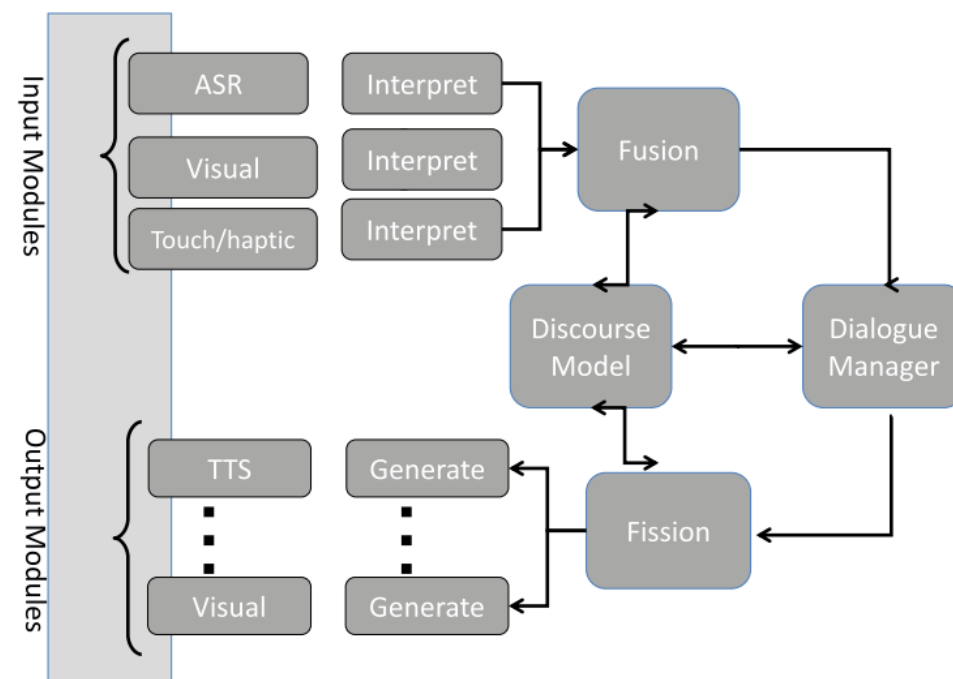 Input Modules
ASR
Interpret
Visual
Interpret
Touch/haptic
Interpret
Fusion
Discourse
Model
Dialogue
Manager
Output Modules
TTS
Generate
Visual
Generate
Fission